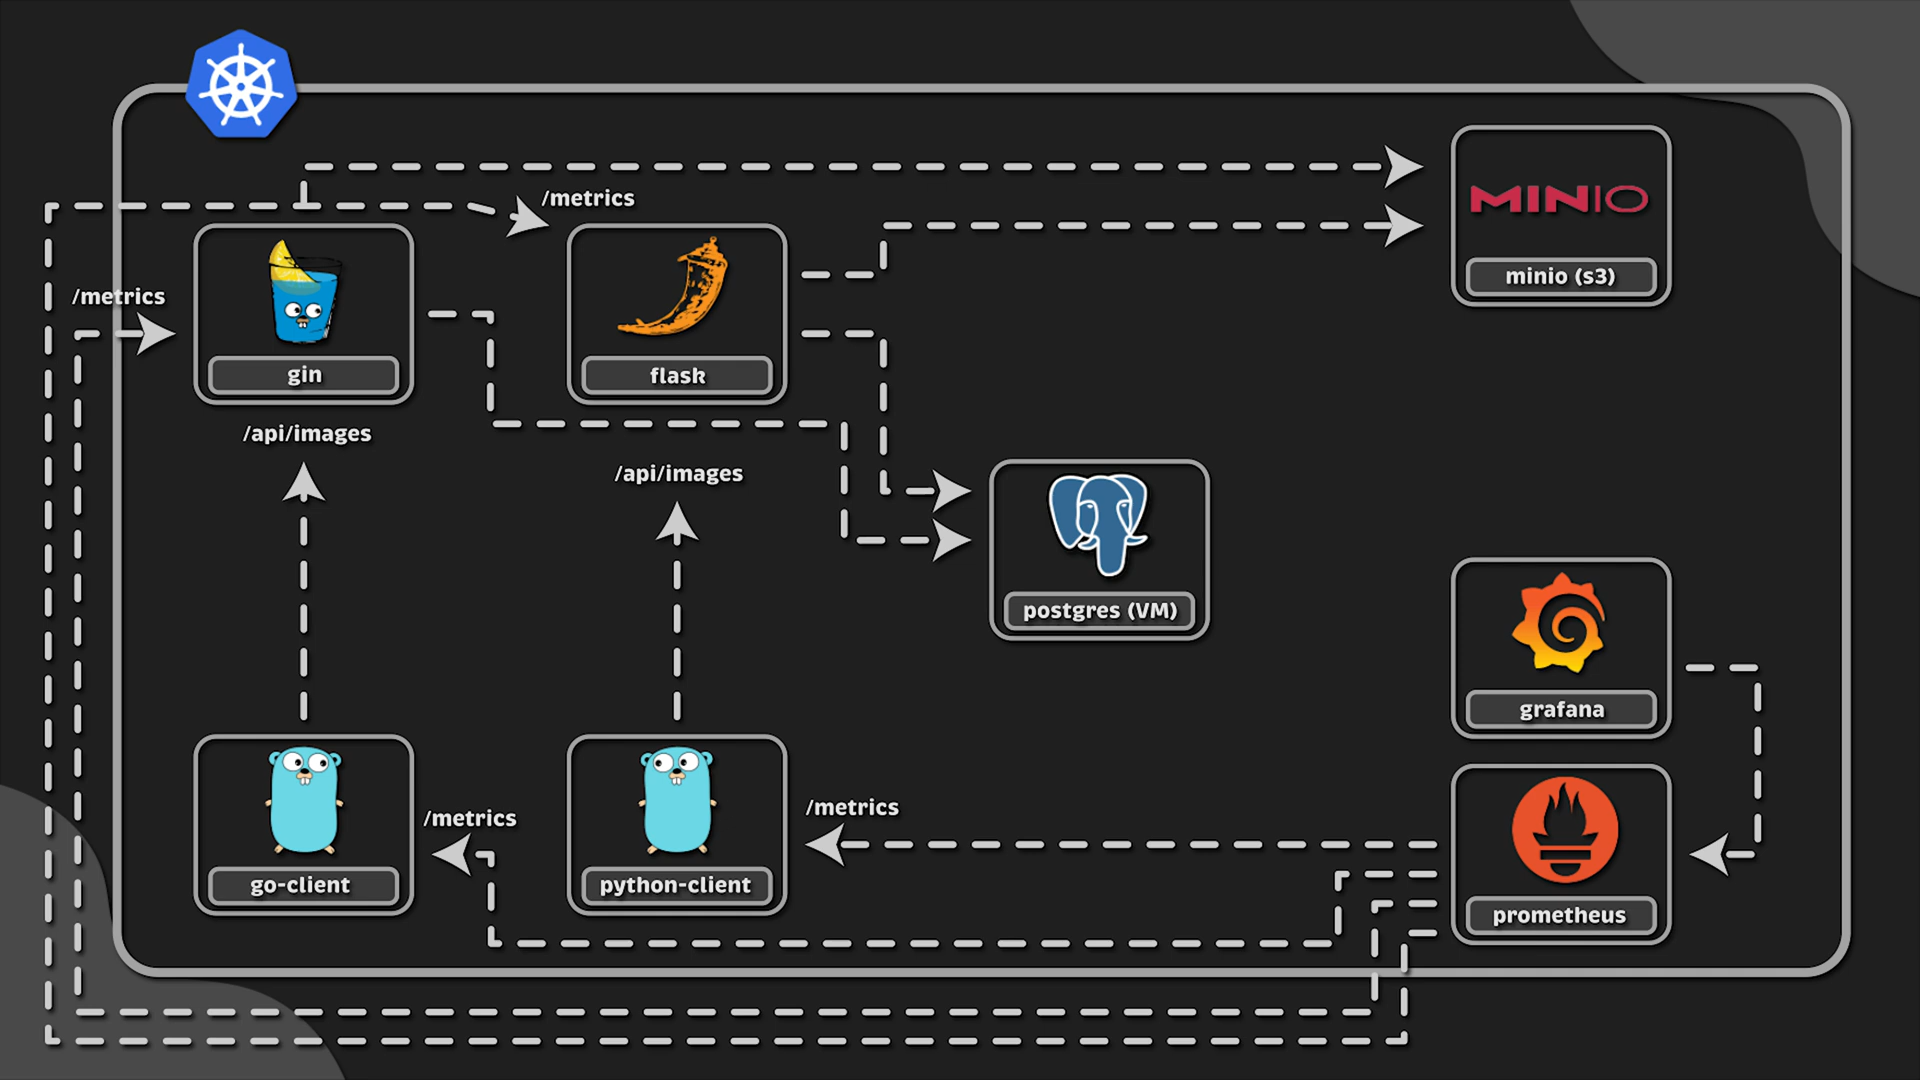 /metrics
MINIO
minio (s3)
/metrics
gin
flask
/api/images
/api/images
postgres (VM)
grafana
/metrics
/metrics
go-client
python-client
prometheus